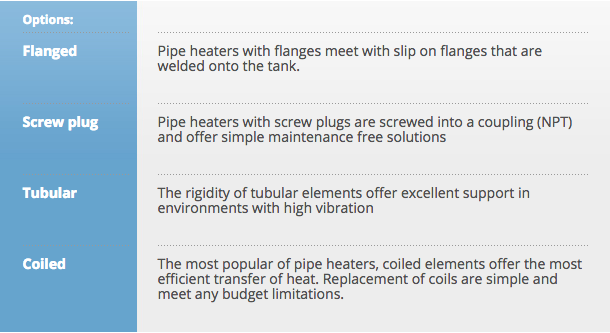 Options:
Flanged
Pipe heaters with flanges meet with slip on flanges that are
welded onto the tank.
Screw plug
Pipe heaters with screw plugs are screwed into a coupling (NPT)
and offer simple maintenance free solutions
Tubular
The rigidity of tubular elements offer excellent support in
environments with high vibration
Coiled
The most popular of pipe heaters, coiled elements offer the most
efficient transfer of heat. Replacement of coils are simple and
meet any budget limitations.